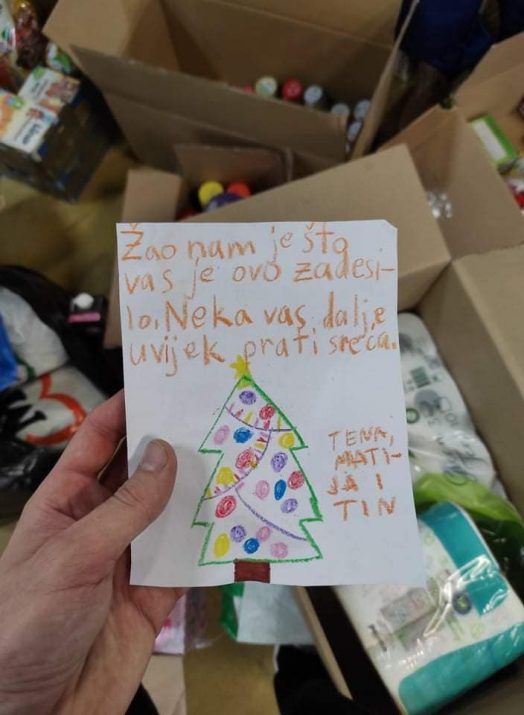 Žao nam je što
vas je ovo zadesi-
lo. Neka vas dalje
uvijek prati sreća.
TENA,
MATI-
JA I
TIN